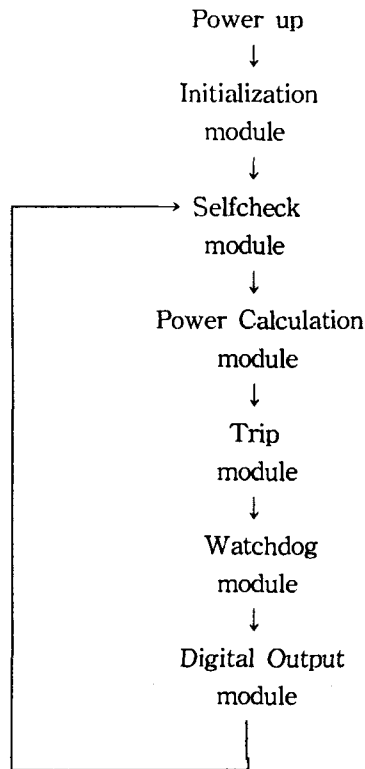 Power up
Initialization
module
Selfcheck
module
Power Calculation
module
Trip
module
Watchdog
module
Digital Output
module